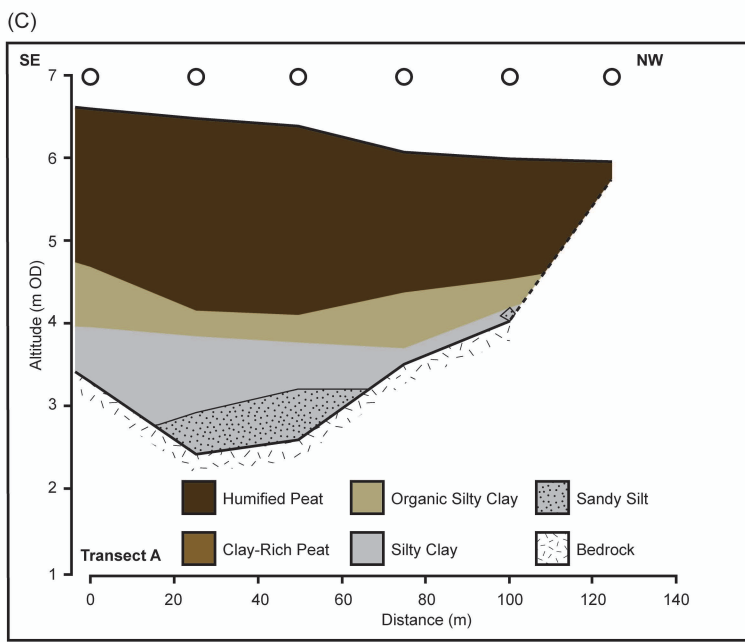 (C)
SE
NW
7
6
5
4
3
2
1
Altitude (m OD)
Humified Peat
Organic Silty Clay
Sandy Silt
Clay-Rich Peat
Silty Clay
Bedrock
Transect A
0 20 40 60 80 100 120 140
Distance (m)